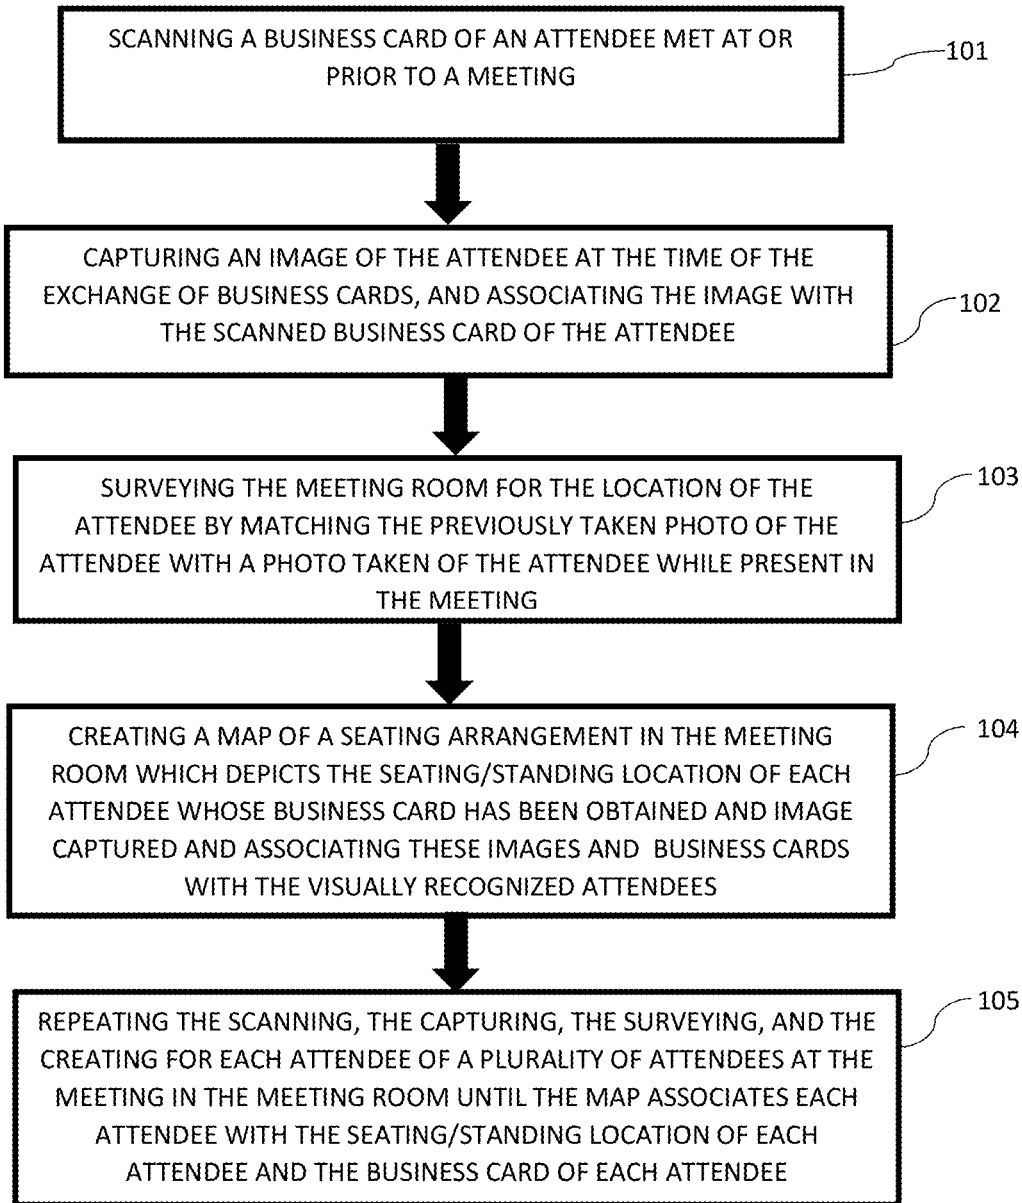 SCANNING A BUSINESS CARD OF AN ATTENDEE MET AT OR
PRIOR TO A MEETING
101
CAPTURING AN IMAGE OF THE ATTENDEE AT THE TIME OF THE
EXCHANGE OF BUSINESS CARDS, AND ASSOCIATING THE IMAGE WITH
THE SCANNED BUSINESS CARD OF THE ATTENDEE
102
SURVEYING THE MEETING ROOM FOR THE LOCATION OF THE
ATTENDEE BY MATCHING THE PREVIOUSLY TAKEN PHOTO OF THE
ATTENDEE WITH A PHOTO TAKEN OF THE ATTENDEE WHILE PRESENT IN
THE MEETING
103
CREATING A MAP OF A SEATING ARRANGEMENT IN THE MEETING
ROOM WHICH DEPICTS THE SEATING/STANDING LOCATION OF EACH
ATTENDEE WHOSE BUSINESS CARD HAS BEEN OBTAINED AND IMAGE
CAPTURED AND ASSOCIATING THESE IMAGES AND BUSINESS CARDS
WITH THE VISUALLY RECOGNIZED ATTENDEES
104
REPEATING THE SCANNING, THE CAPTURING, THE SURVEYING, AND THE
CREATING FOR EACH ATTENDEE OF A PLURALITY OF ATTENDEES AT THE
MEETING IN THE MEETING ROOM UNTIL THE MAP ASSOCIATES EACH
ATTENDEE WITH THE SEATING/STANDING LOCATION OF EACH
ATTENDEE AND THE BUSINESS CARD OF EACH ATTENDEE
105